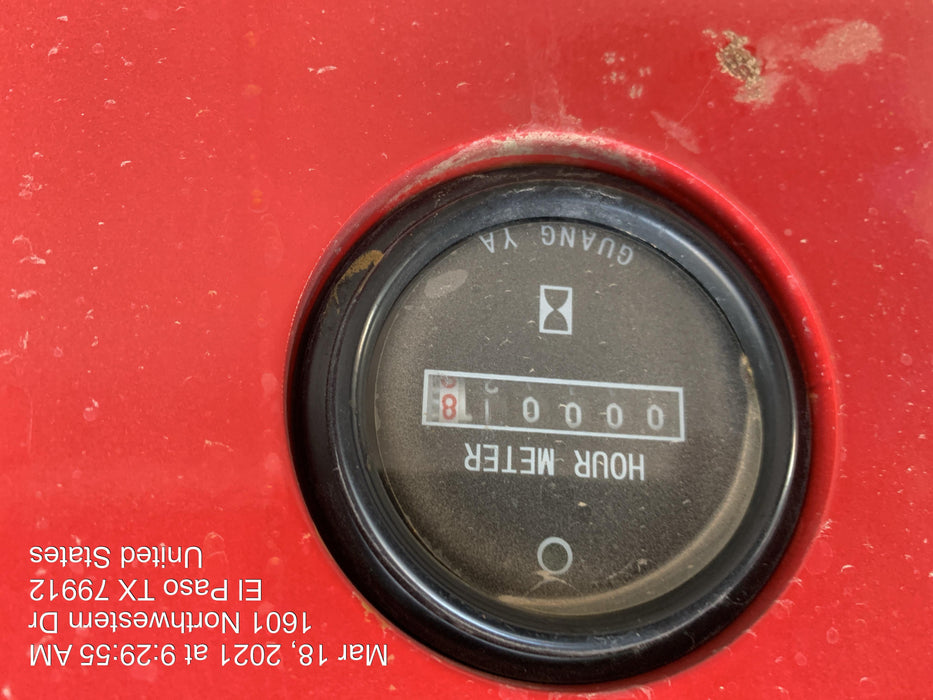 Mar 18, 2021 at 9:29:55 AM
1601 Northwestern Dr
El Paso TX 79912
United States
HOUR METER
000018
GUANG YA